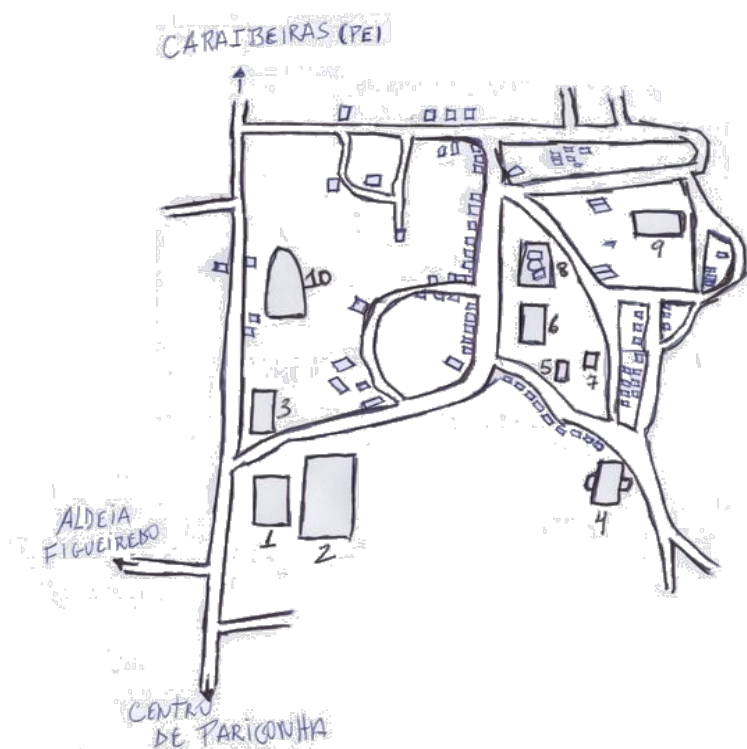 CARAIBEIRAS (PE)
10
9
8
6
5
7
3
4
1
2
ALDEIA
FIGUEIREDO
CENTRO
DE PARICONHA